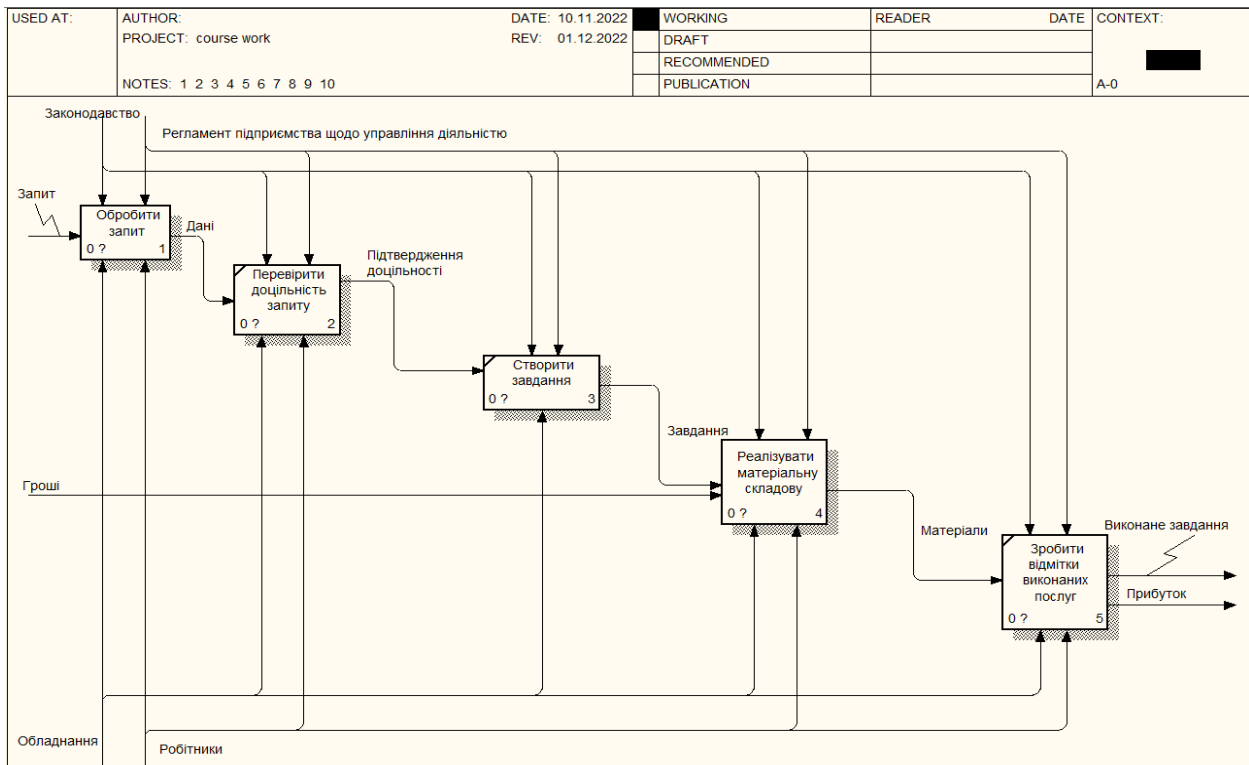 USED AT:
AUTHOR:
DATE: 10.11.2022
PROJECT: course work
REV: 01.12.2022
NOTES: 1 2 3 4 5 6 7 8 9 10
WORKING
DRAFT
RECOMMENDED
PUBLICATION
READER
DATE
CONTEXT:
A-0
Законодавство
Регламент підприємства щодо управління діяльністю
Запит
Обробити
запит
0 ?
1
Дані
Перевірити
доцільність
запиту
0 ?
2
Підтвердження
доцільності
Створити
завдання
0 ?
3
Завдання
Гроші
Реалізувати
матеріальну
складову
0 ?
4
Матеріали
Зробити
відмітки
виконаних
послуг
0 ?
5
Виконане завдання
Прибуток
Обладнання
Робітники